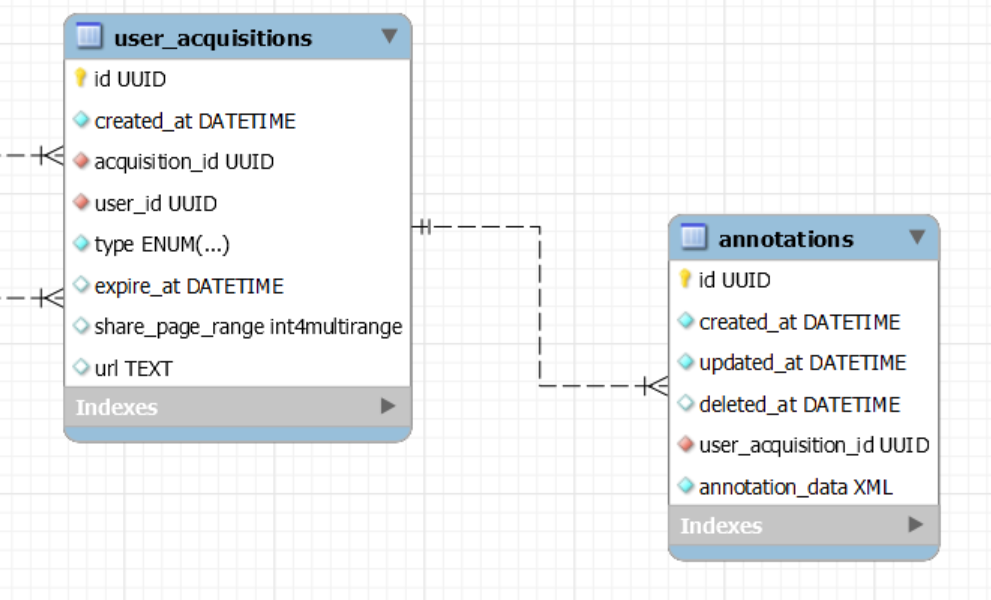 user_acquisitions
id UUID
created_at DATETIME
acquisition_id UUID
user_id UUID
type ENUM(...)
expire_at DATETIME
share_page_range int4multirange
url TEXT
Indexes
annotations
id UUID
created_at DATETIME
updated_at DATETIME
deleted_at DATETIME
user_acquisition_id UUID
annotation_data XML
Indexes